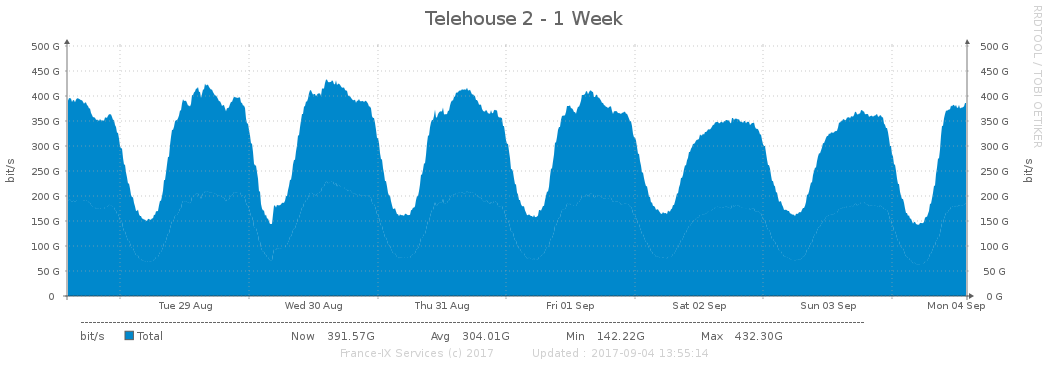 Telehouse 2 - 1 Week
RRDTOOL / TOBI OETIKER
500 G 500 G
450 G 450 G
400 G 400 G
350 G 350 G
300 G 300 G
250 G 250 G
200 G 200 G
150 G 150 G
100 G 100 G
50 G 50 G
0 0 G
bit/s bit/s
Tue 29 Aug Wed 30 Aug Thu 31 Aug Fri 01 Sep Sat 02 Sep Sun 03 Sep Mon 04 Sep
bit/s Total Now 391.57G Avg 304.01G Min 142.22G Max 432.30G
France-IX Services (c) 2017 Updated : 2017-09-04 13:55:14